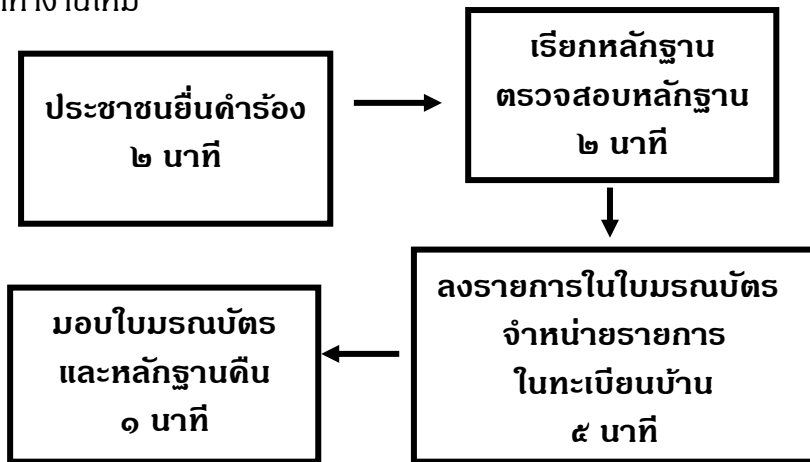 ประชาชนยื่นคำร้อง
๒ นาที
เรียกหลักฐาน
ตรวจสอบหลักฐาน
๒ นาที
ลงรายการในใบมรณบัตร
จำหน่ายรายการ
ในทะเบียนบ้าน
๕ นาที
มอบใบมรณบัตร
และหลักฐานคืน
๑ นาที